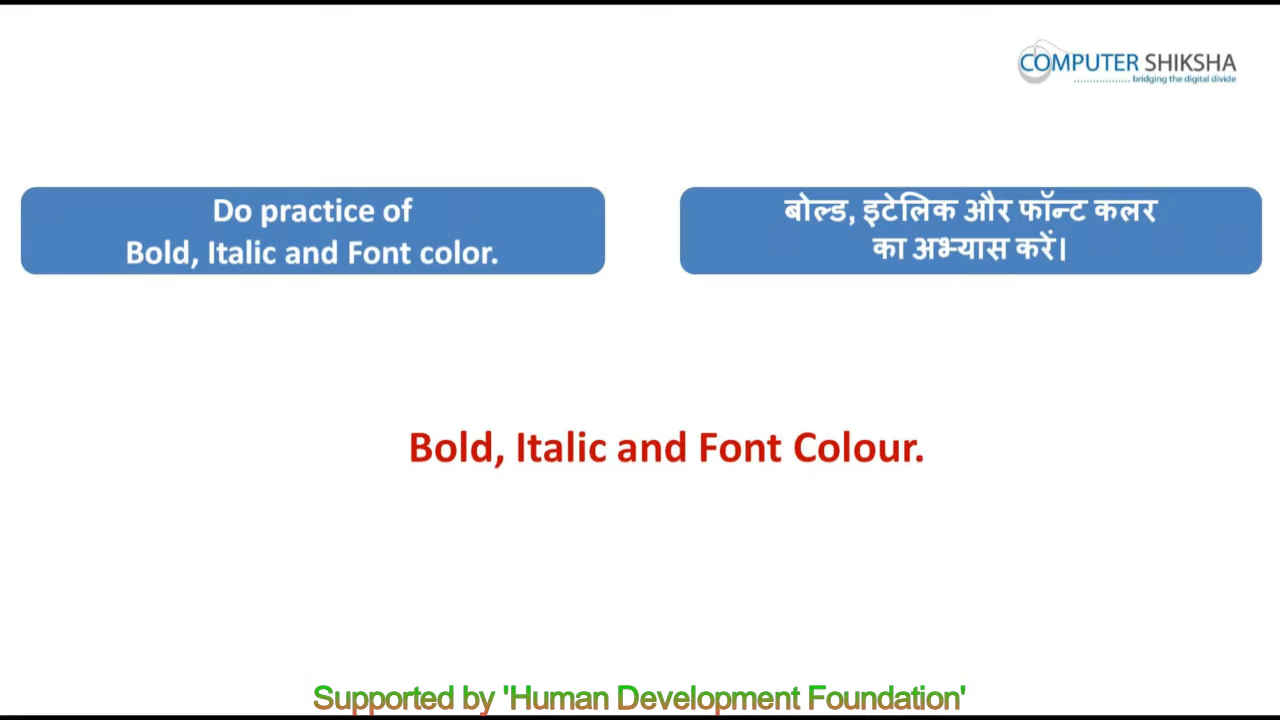 COMPUTER SHIKSHA
bridging the digital divide
Do practice of
Bold, Italic and Font color.
बोल्ड, इटेलिक और फॉन्ट कलर
का अभ्यास करें।
Bold, Italic and Font Colour.
Supported by 'Human Development Foundation'